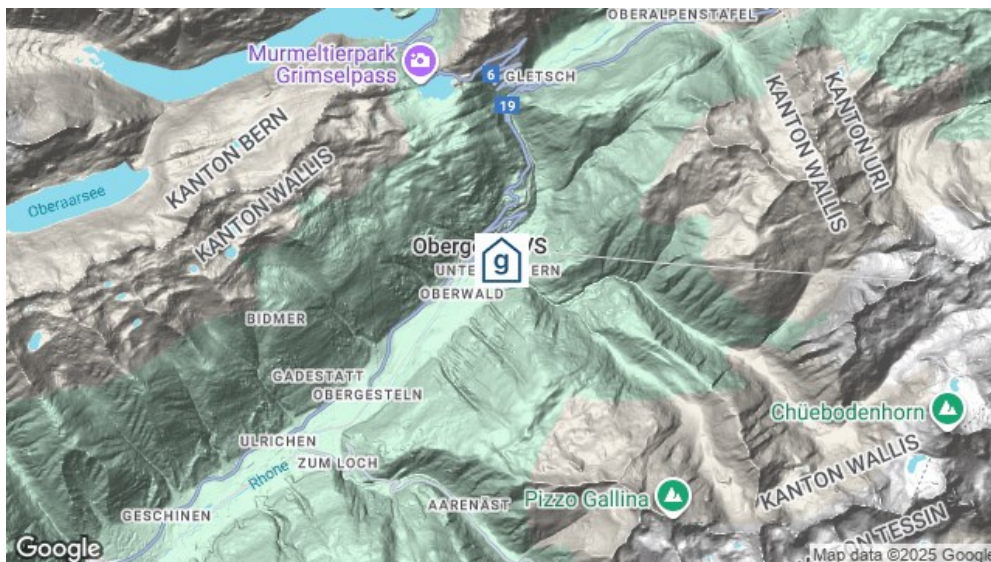 OBERALPENSTAFEL
Murmeltierpark
Grimselpass
6
GLETSCH
19
KANTON BERN
KANTON WALLIS
KANTON WALLIS
KANTON URI
Oberaarsee
g
OBERWALD
BIDMER
GADESTATT
OBERGESTELN
Chüebodenhorn
ULRICHEN
ZUM LOCH
Rhone
AARENÄST
Pizzo Gallina
KANTON WALLIS
GESCHINEN
TESSIN
Google
Map data ©2025 Google